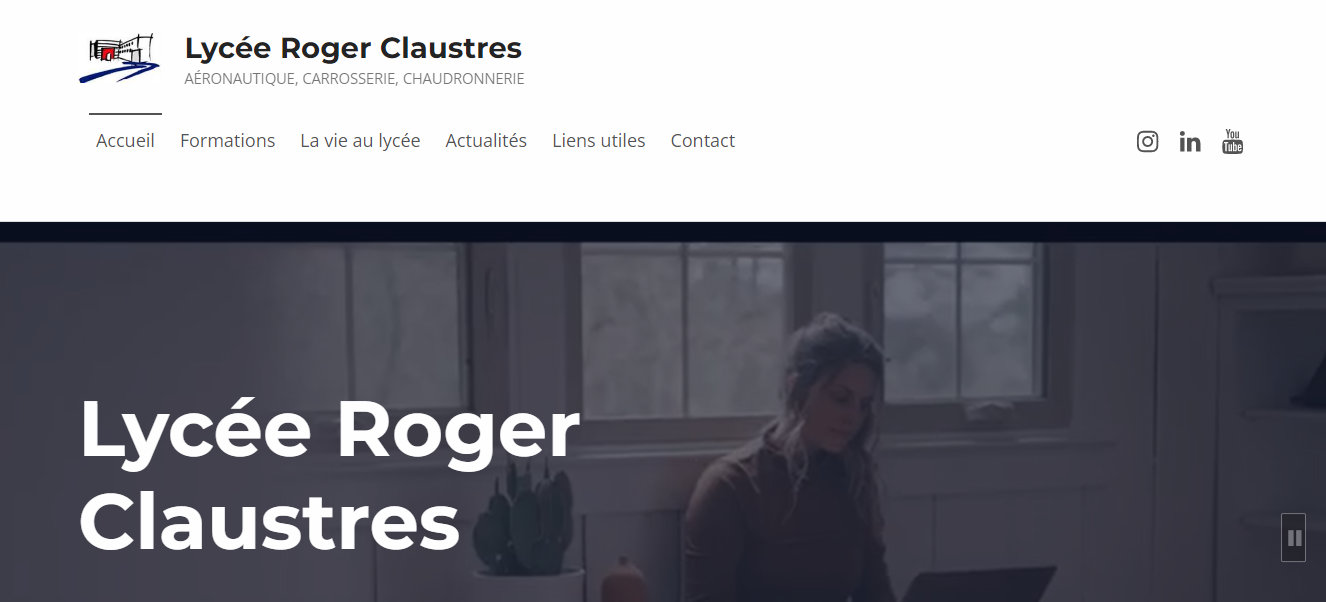 Lycée Roger Claustres
AÉRONAUTIQUE, CARROSSERIE, CHAUDRONNERIE
Accueil Formations La vie au lycée Actualités Liens utiles Contact
You
Tube
Lycée Roger
Claustres